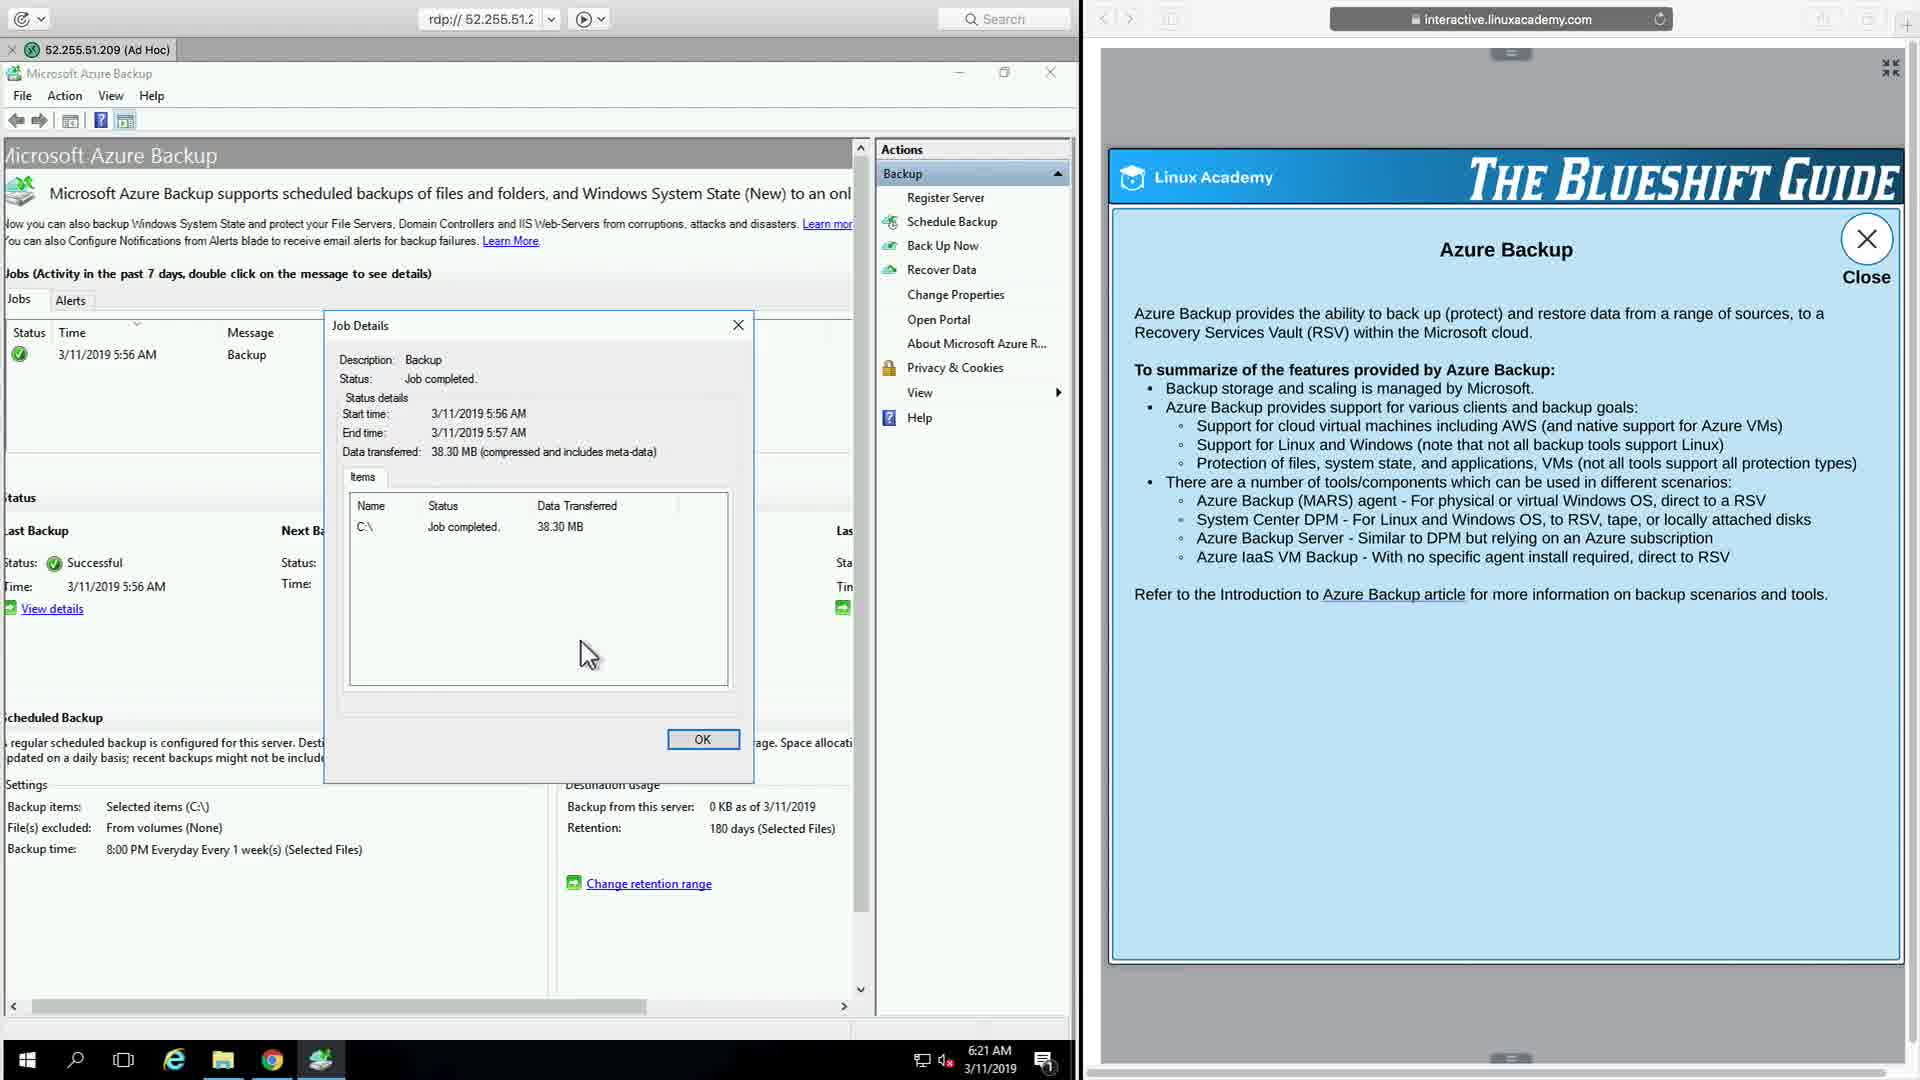 rdp:// 52.255.51.2
Search
interactive.linuxacademy.com
52.255.51.209 (Ad Hoc)
Microsoft Azure Backup
File Action View Help
Microsoft Azure Backup
Microsoft Azure Backup supports scheduled backups of files and folders, and Windows System State (New) to an onl
Now you can also backup Windows System State and protect your File Servers, Domain Controllers and IIS Web-Servers from corruptions, attacks and disasters. Learn mor
You can also Configure Notifications from Alerts blade to receive email alerts for backup failures. Learn More.
Jobs (Activity in the past 7 days, double click on the message to see details)
Jobs Alerts
Status Time Message
3/11/2019 5:56 AM Backup
Status
Last Backup Next Ba Las
Status: Successful Status: Sta
Time: 3/11/2019 5:56 AM Time: Tin
View details
Scheduled Backup
regular scheduled backup is configured for this server. Desti age. Space allocati
pdated on a daily basis; recent backups might not be include
Settings
Backup items: Selected items (C:\)
File(s) excluded: From volumes (None)
Backup time: 8:00 PM Everyday Every 1 week(s) (Selected Files)
Destination usage
Backup from this server: 0 KB as of 3/11/2019
Retention: 180 days (Selected Files)
Change retention range
Job Details
Description: Backup
Status: Job completed.
Status details
Start time: 3/11/2019 5:56 AM
End time: 3/11/2019 5:57 AM
Data transferred: 38.30 MB (compressed and includes meta-data)
Items
Name Status Data Transferred
C:\ Job completed. 38.30 MB
OK
Actions
Backup
Register Server
Schedule Backup
Back Up Now
Recover Data
Change Properties
Open Portal
About Microsoft Azure R...
Privacy & Cookies
View
Help
6:21 AM
3/11/2019
1
Linux Academy
THE BLUESHIFT GUIDE
Azure Backup
Close
Azure Backup provides the ability to back up (protect) and restore data from a range of sources, to a
Recovery Services Vault (RSV) within the Microsoft cloud.
To summarize of the features provided by Azure Backup:
• Backup storage and scaling is managed by Microsoft.
• Azure Backup provides support for various clients and backup goals:
◦ Support for cloud virtual machines including AWS (and native support for Azure VMs)
◦ Support for Linux and Windows (note that not all backup tools support Linux)
◦ Protection of files, system state, and applications, VMs (not all tools support all protection types)
• There are a number of tools/components which can be used in different scenarios:
◦ Azure Backup (MARS) agent - For physical or virtual Windows OS, direct to a RSV
◦ System Center DPM - For Linux and Windows OS, to RSV, tape, or locally attached disks
◦ Azure Backup Server - Similar to DPM but relying on an Azure subscription
◦ Azure IaaS VM Backup - With no specific agent install required, direct to RSV
Refer to the Introduction to Azure Backup article for more information on backup scenarios and tools.